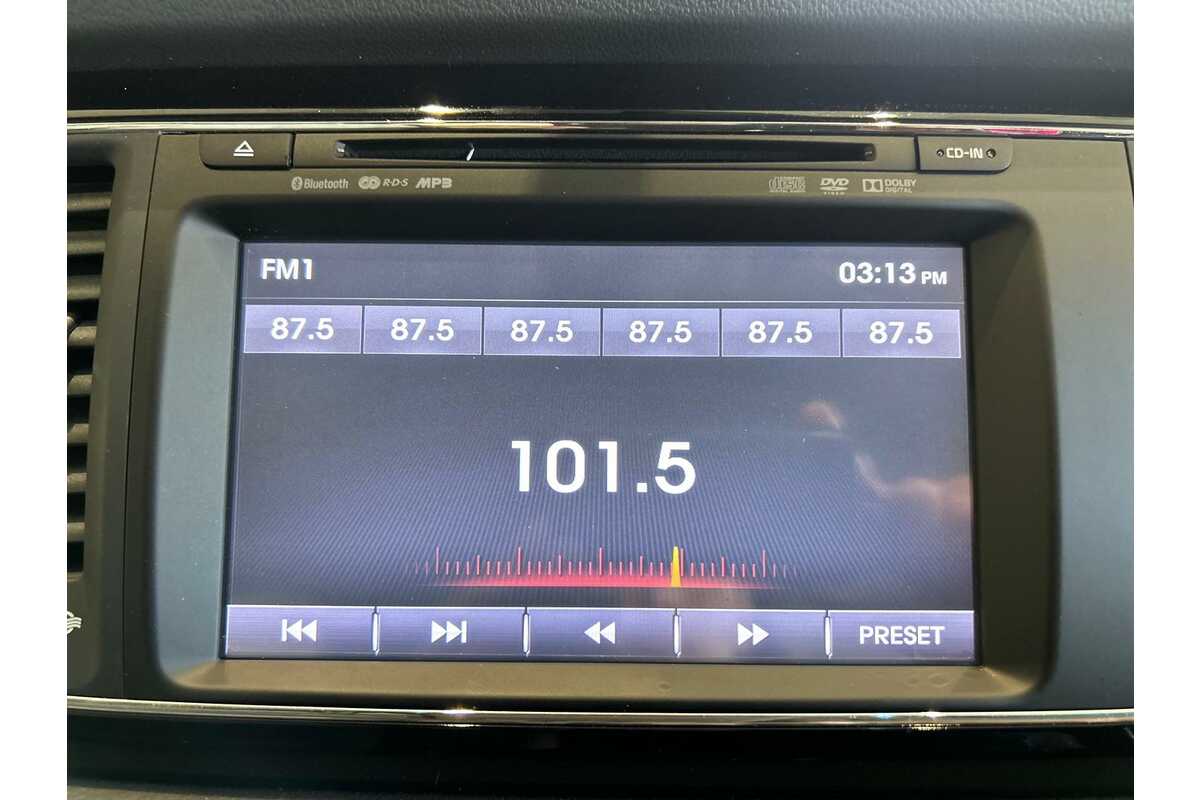 CD-IN
Bluetooth R·D·S MP3 DVD VIDEO DOLBY DIGITAL
FM1 03:13 PM
87.5 87.5 87.5 87.5 87.5 87.5
101.5
PRESET